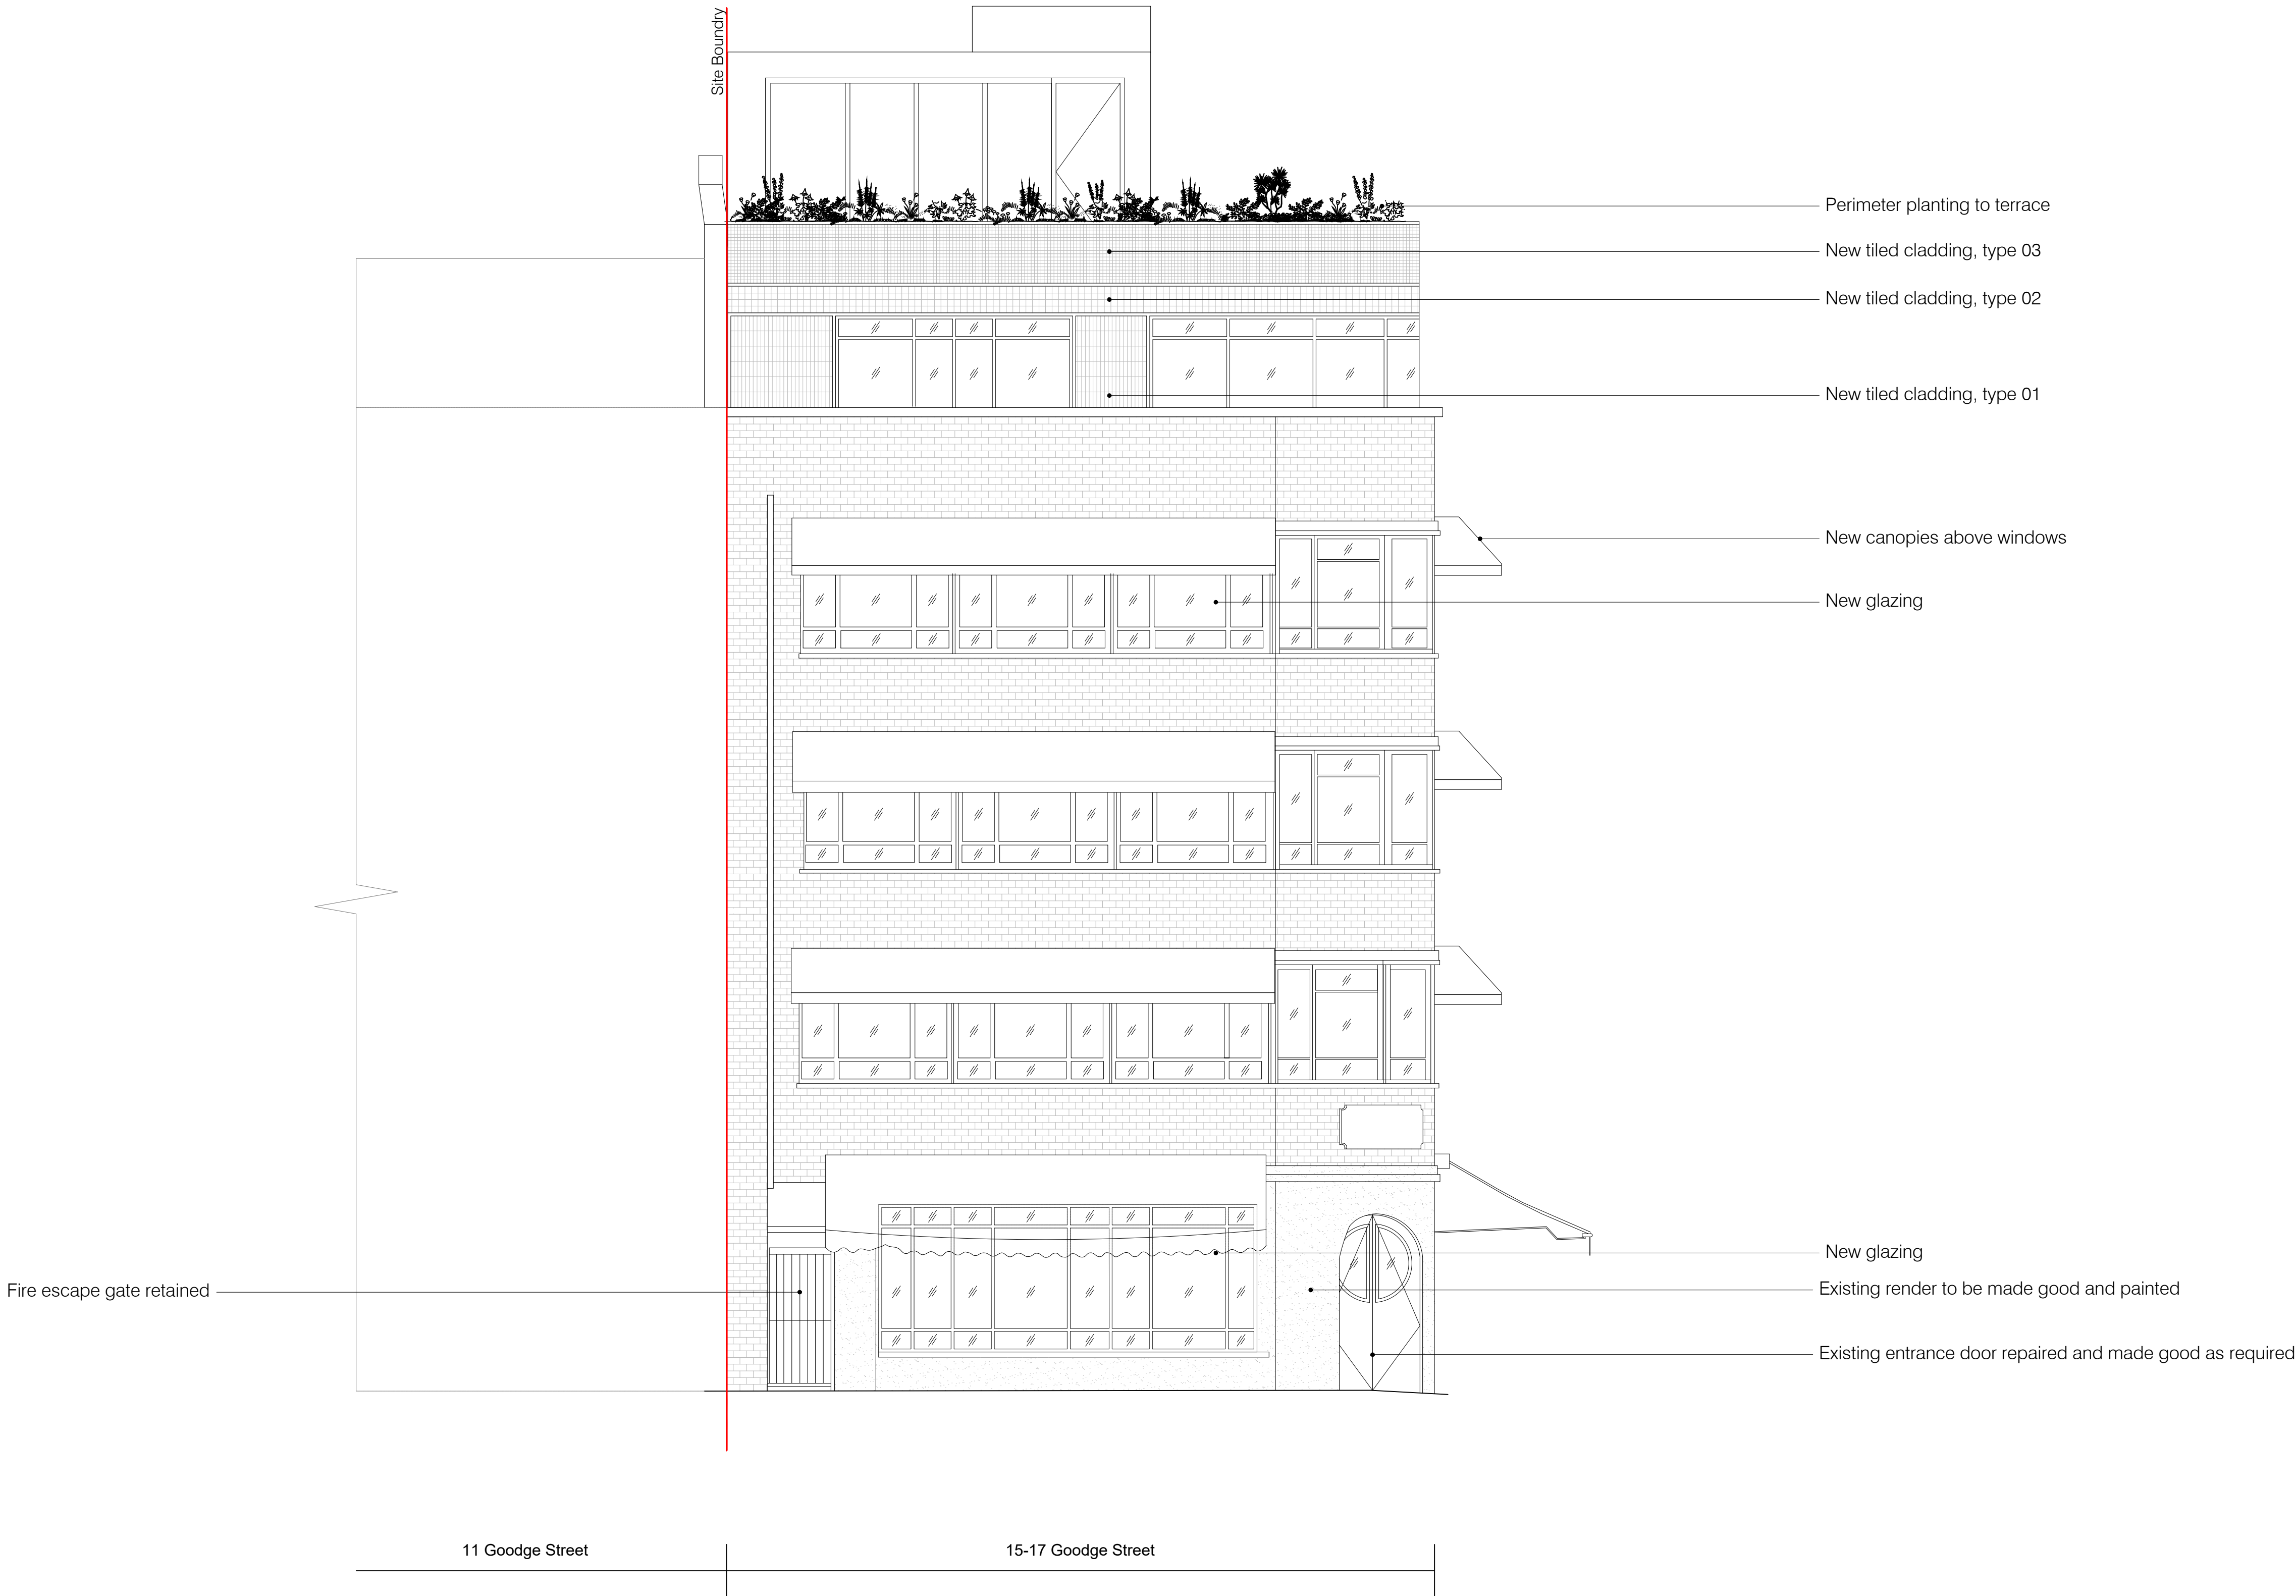 Site Boundry
Perimeter planting to terrace
New tiled cladding, type 03
New tiled cladding, type 02
New tiled cladding, type 01
New canopies above windows
New glazing
New glazing
Fire escape gate retained
Existing render to be made good and painted
Existing entrance door repaired and made good as required
11 Goodge Street
15-17 Goodge Street